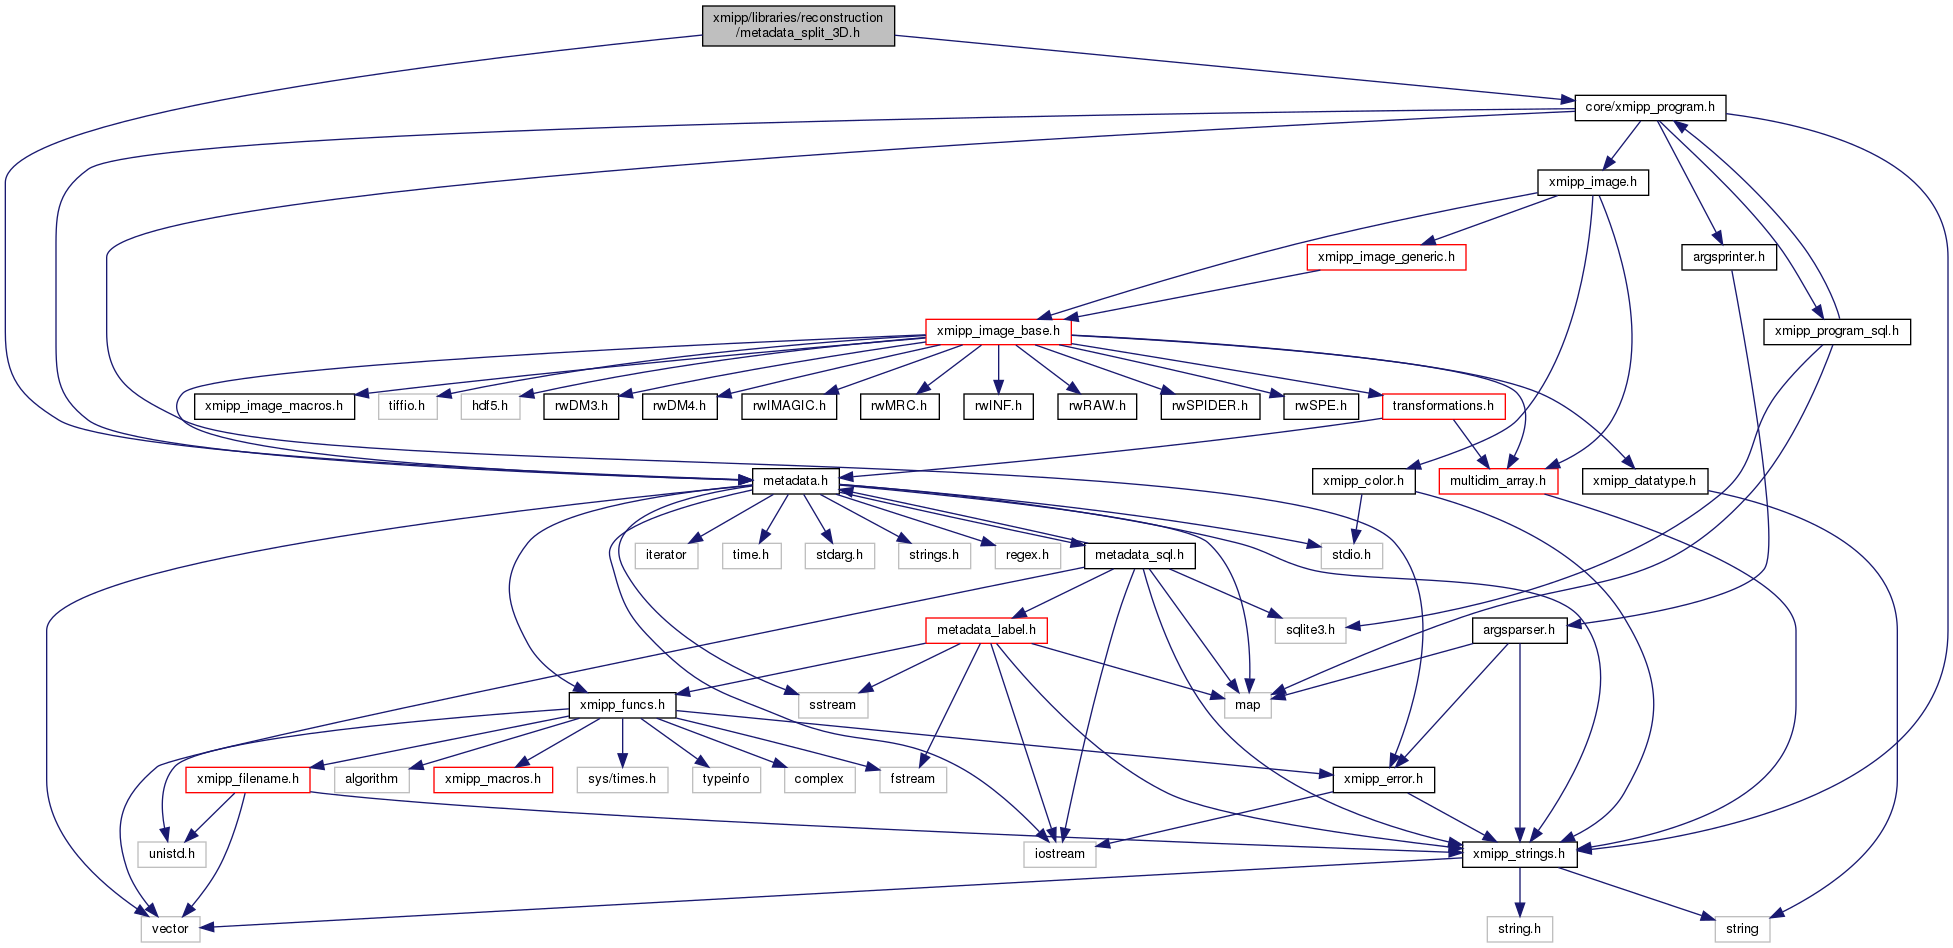 xmipp/libraries/reconstruction
/metadata_split_3D.h
core/xmipp_program.h
xmipp_image.h
xmipp_image_generic.h
argsprinter.h
xmipp_image_base.h
xmipp_program_sql.h
xmipp_image_macros.h
tiffio.h
hdf5.h
rwDM3.h
rwDM4.h
rwIMAGIC.h
rwMRC.h
rwINF.h
rwRAW.h
rwSPIDER.h
rwSPE.h
transformations.h
metadata.h
xmipp_color.h
multidim_array.h
xmipp_datatype.h
iterator
time.h
stdarg.h
strings.h
regex.h
metadata_sql.h
stdio.h
metadata_label.h
sqlite3.h
argsparser.h
xmipp_funcs.h
sstream
map
xmipp_filename.h
algorithm
xmipp_macros.h
sys/times.h
typeinfo
complex
fstream
xmipp_error.h
unistd.h
iostream
xmipp_strings.h
vector
string.h
string